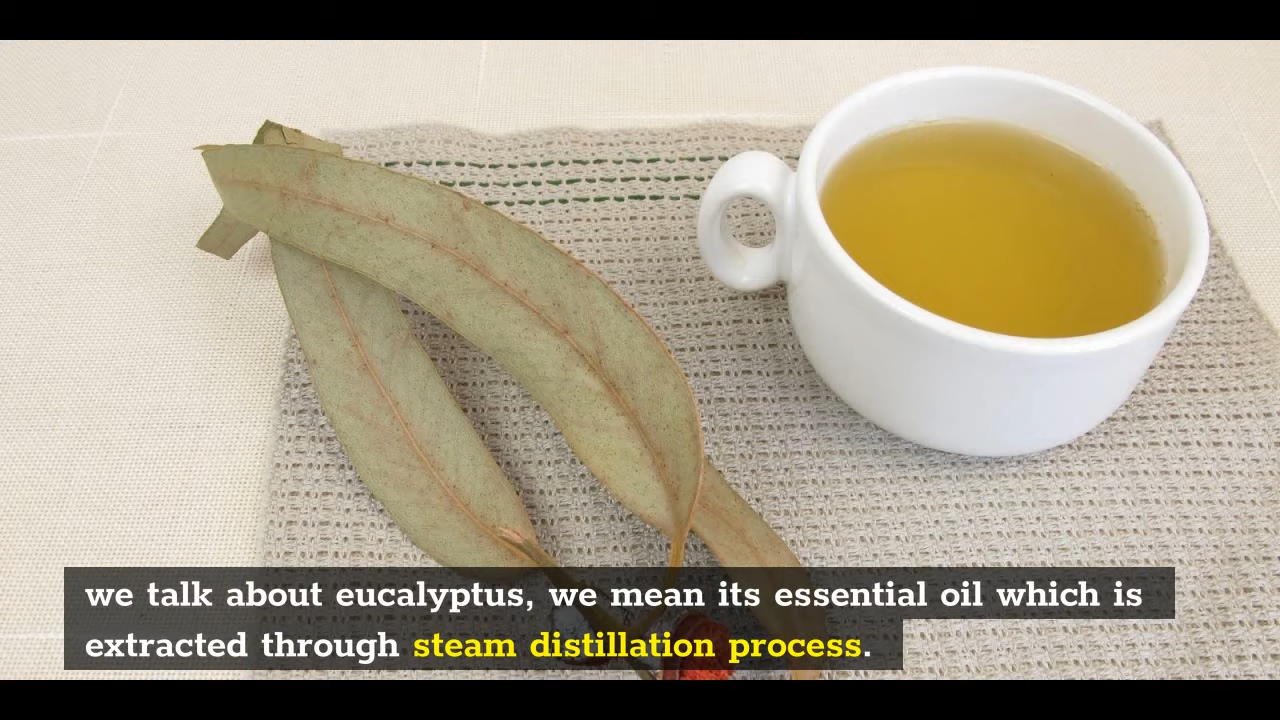 we talk about eucalyptus, we mean its essential oil which is
extracted through steam distillation process.